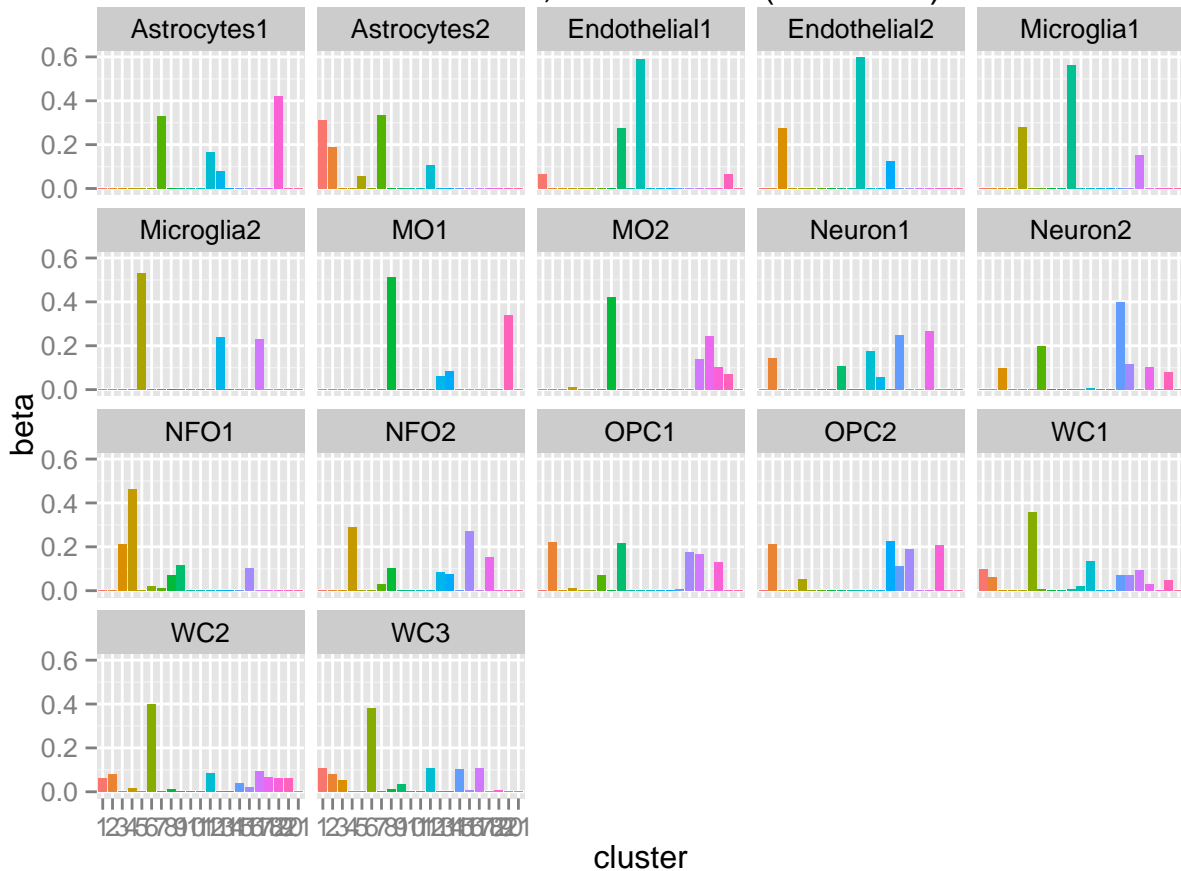 Astrocytes1 Astrocytes2 Endothelial1 Endothelial2 Microglia1
0.6
0.4
0.2
0.0
Microglia2 MO1 MO2 Neuron1 Neuron2
0.6
0.4
0.2
0.0
beta
NFO1 NFO2 OPC1 OPC2 WC1
0.6
0.4
0.2
0.0
WC2 WC3
0.6
0.4
0.2
0.0
cluster